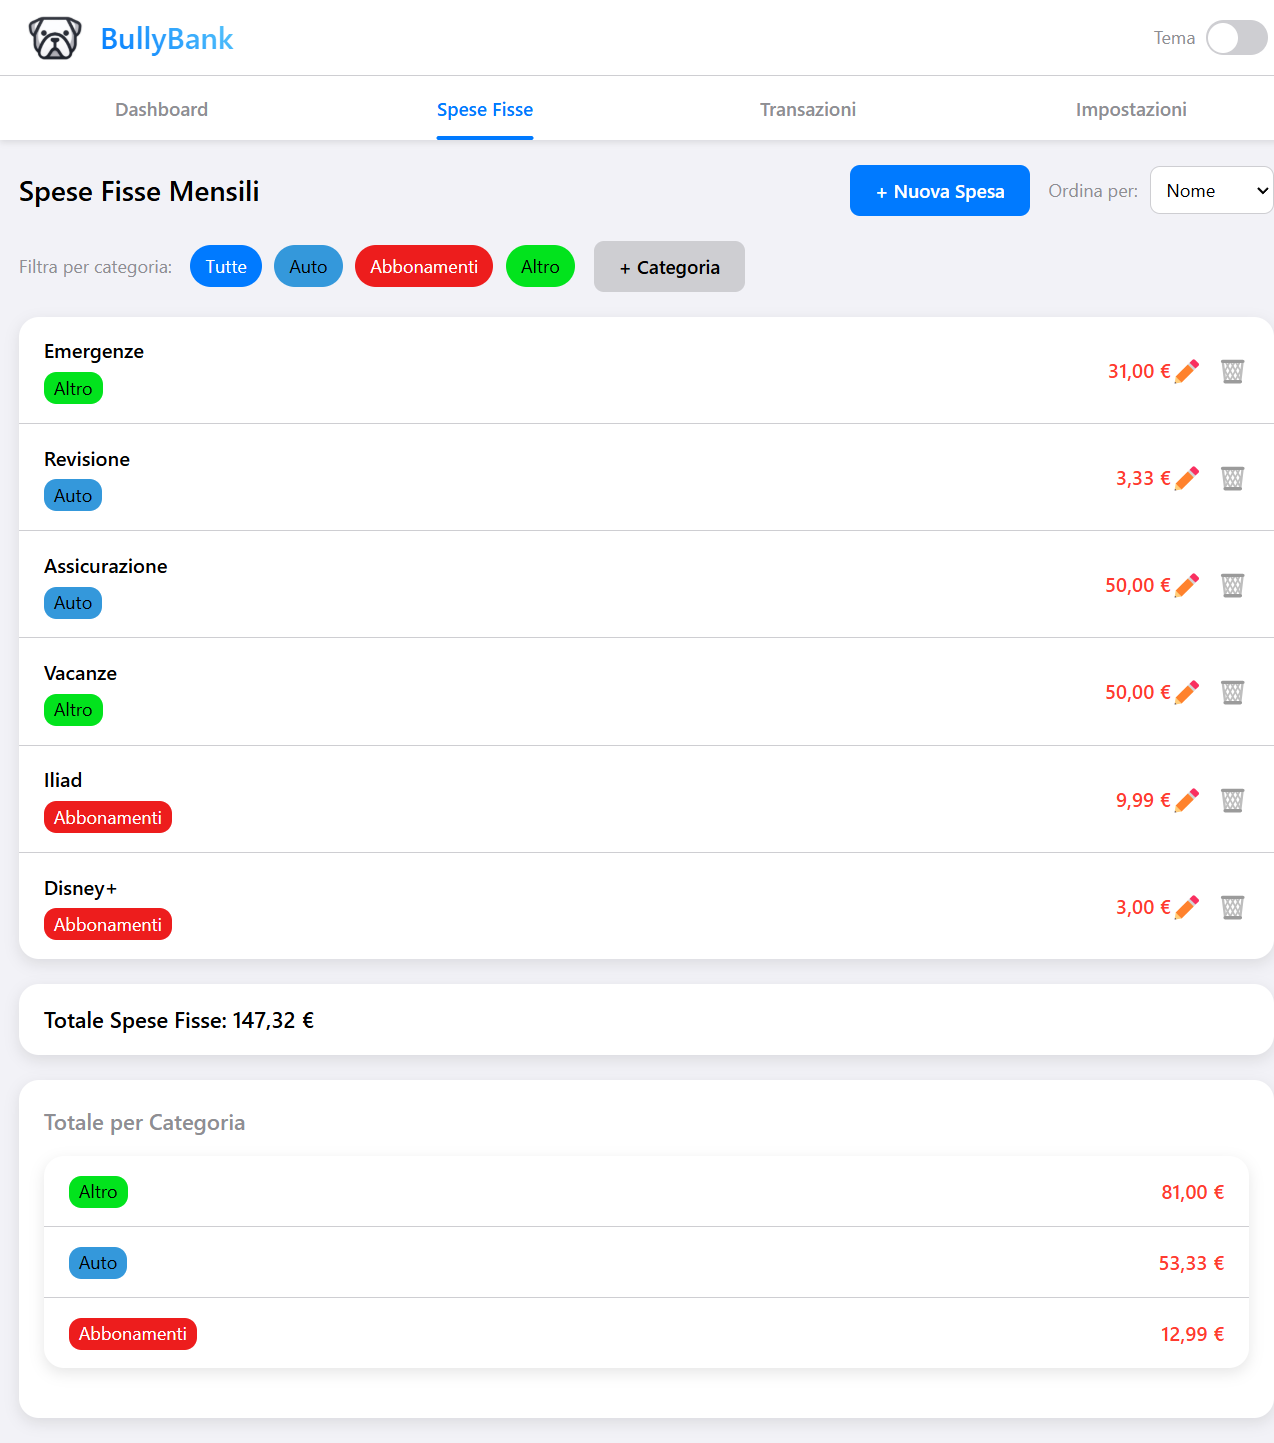 BullyBank
Tema
Dashboard
Spese Fisse
Transazioni
Impostazioni
Spese Fisse Mensili
+ Nuova Spesa
Ordina per:
Nome
Filtra per categoria:
Tutte
Auto
Abbonamenti
Altro
+ Categoria
Emergenze
Altro
31,00 €
Revisione
Auto
3,33 €
Assicurazione
Auto
50,00 €
Vacanze
Altro
50,00 €
Iliad
Abbonamenti
9,99 €
Disney+
Abbonamenti
3,00 €
Totale Spese Fisse: 147,32 €
Totale per Categoria
Altro
81,00 €
Auto
53,33 €
Abbonamenti
12,99 €